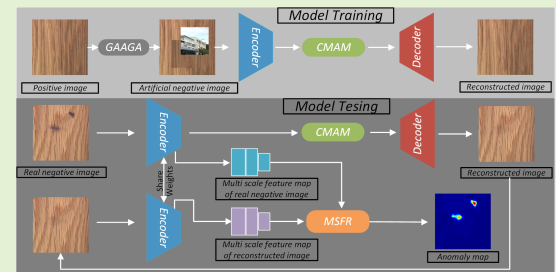 Model Training
GAAGA
Encoder
CMAM
Decoder
Positive image
Artificial negative image
Reconstructed image
Model Tesing
Encoder
CMAM
Decoder
Real negative image
Reconstructed image
Share
Weights
Multi scale feature map
of real negative image
Encoder
MSFR
Multi scale feature map
of reconstructed image
Anomaly map